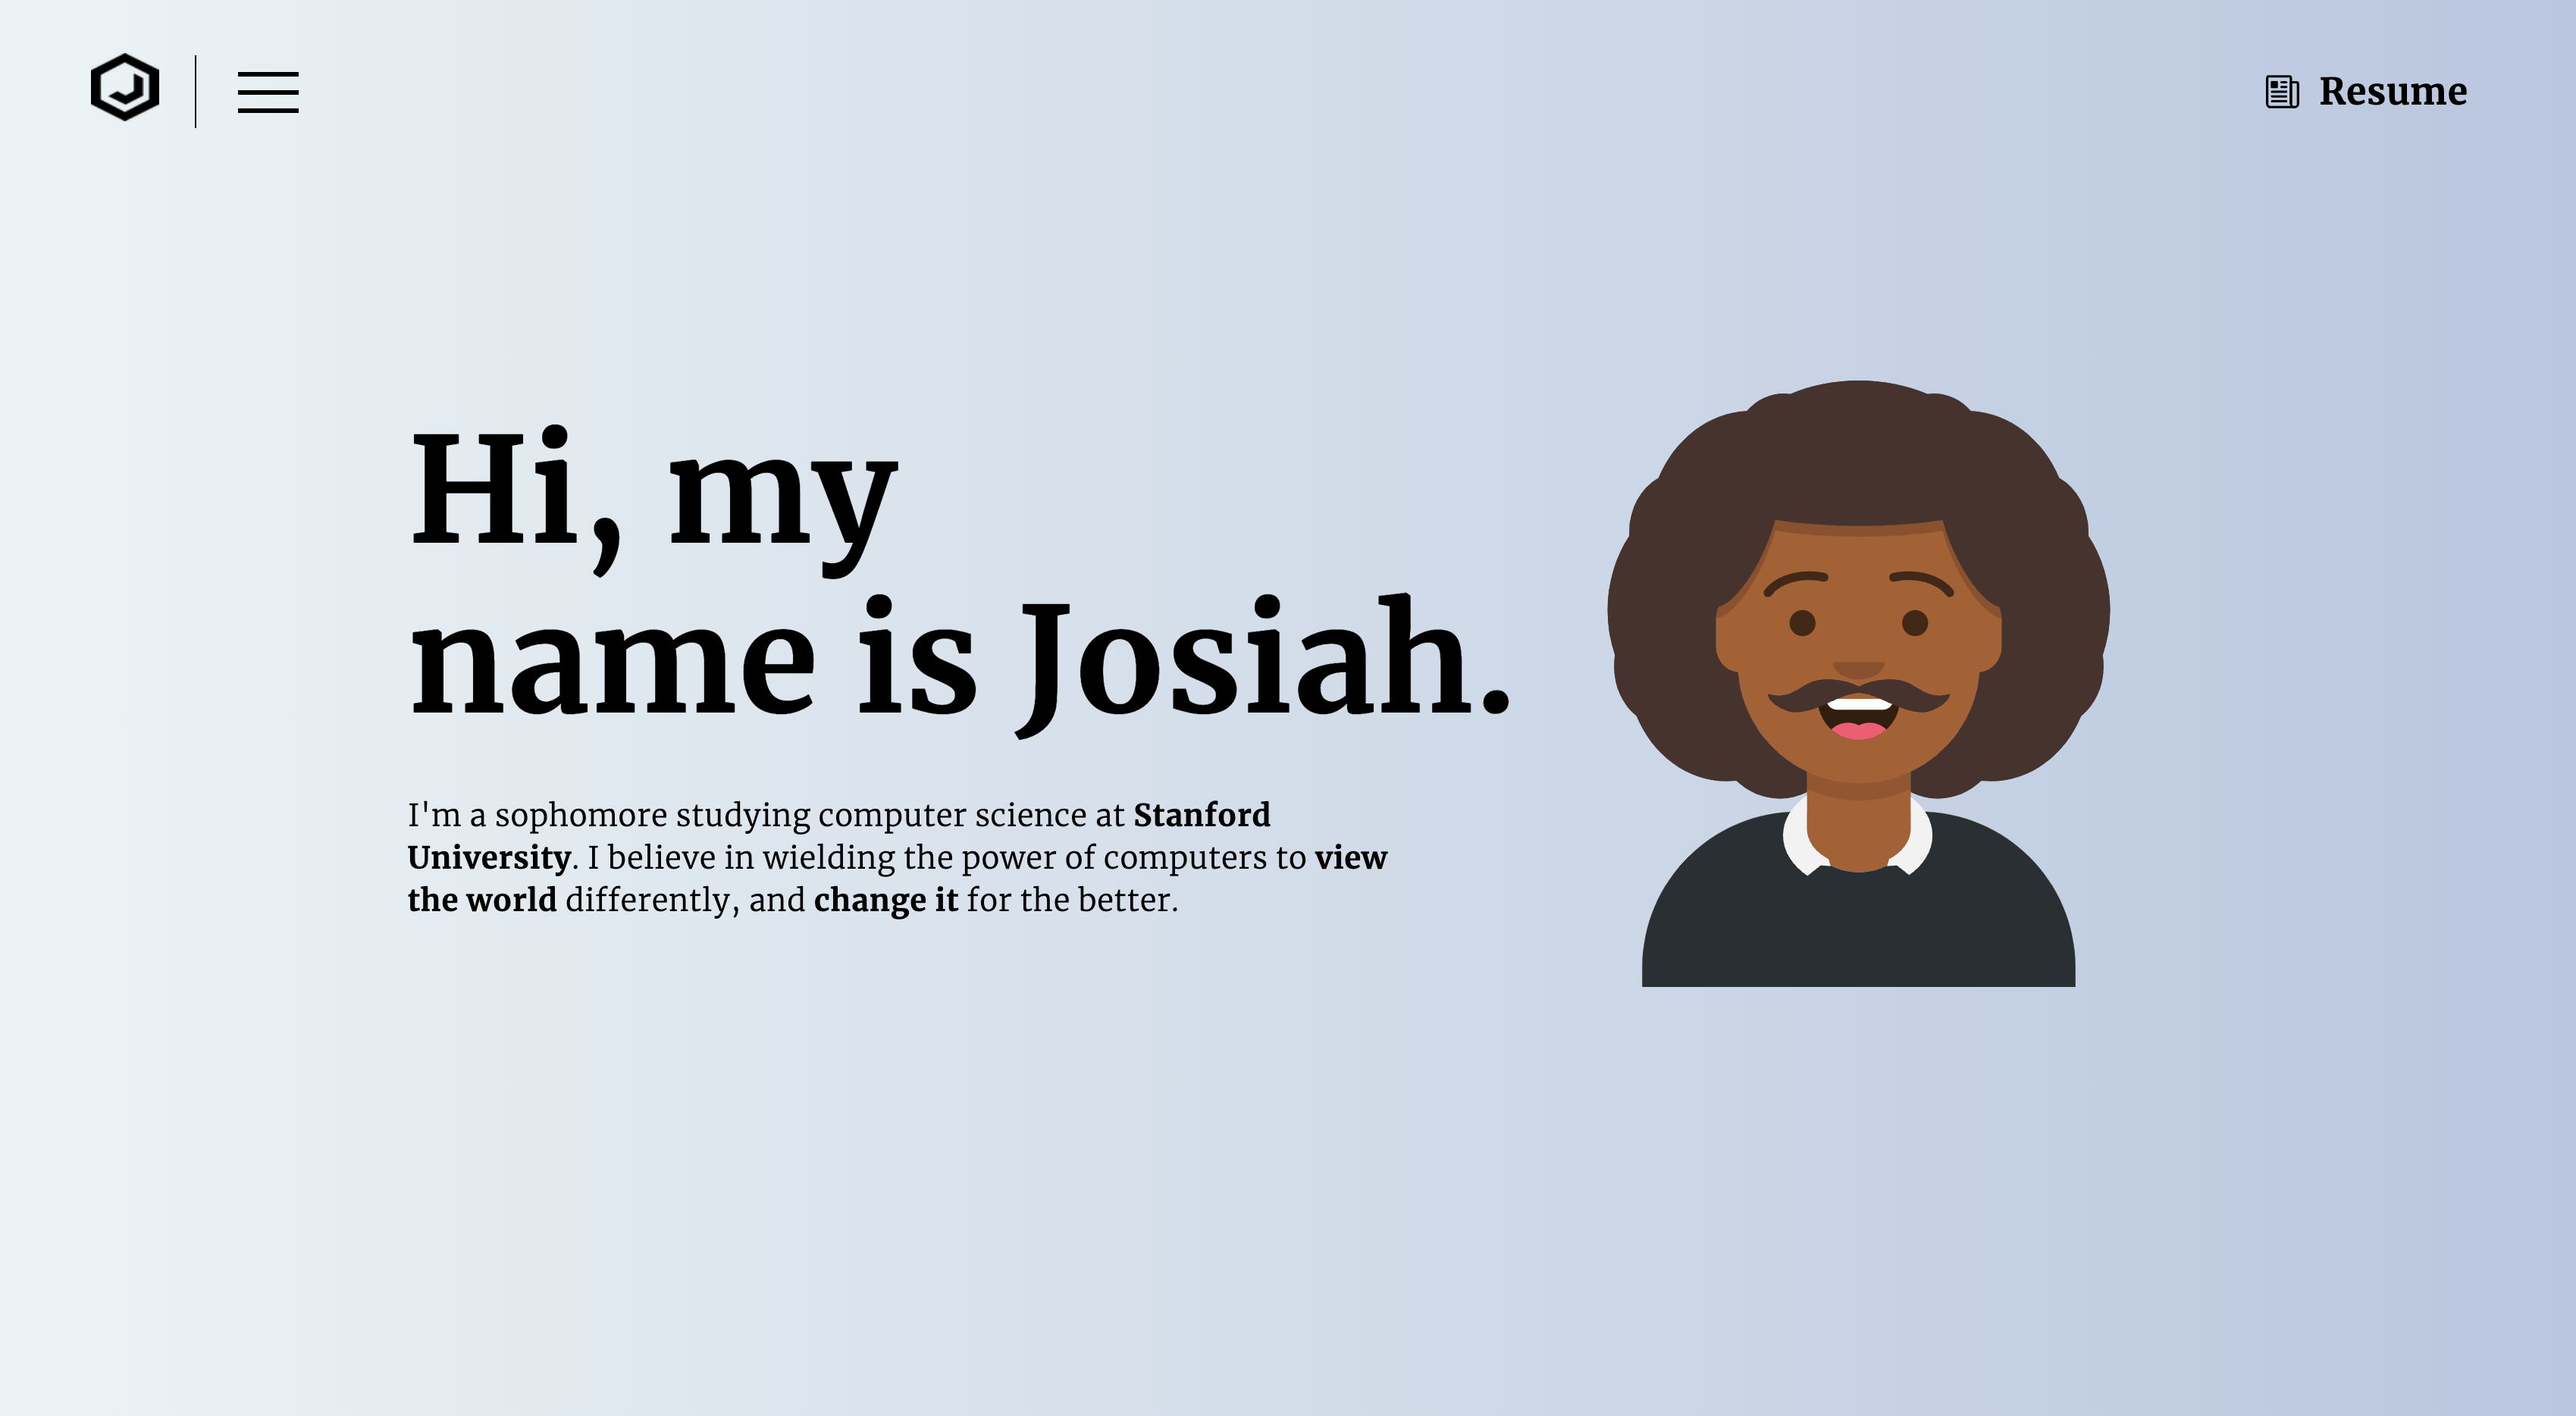 Resume
Hi, my
name is Josiah.
I'm a sophomore studying computer science at Stanford
University. I believe in wielding the power of computers to view
the world differently, and change it for the better.